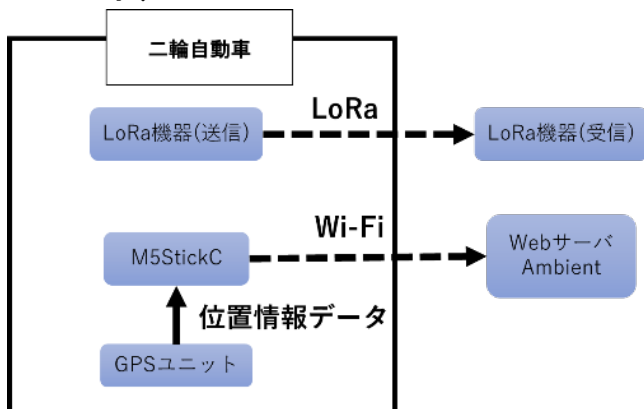 二輪自動車
LoRa
LoRa機器(送信)
LoRa機器(受信)
Wi-Fi
M5StickC
Webサーバ
Ambient
位置情報データ
GPSユニット